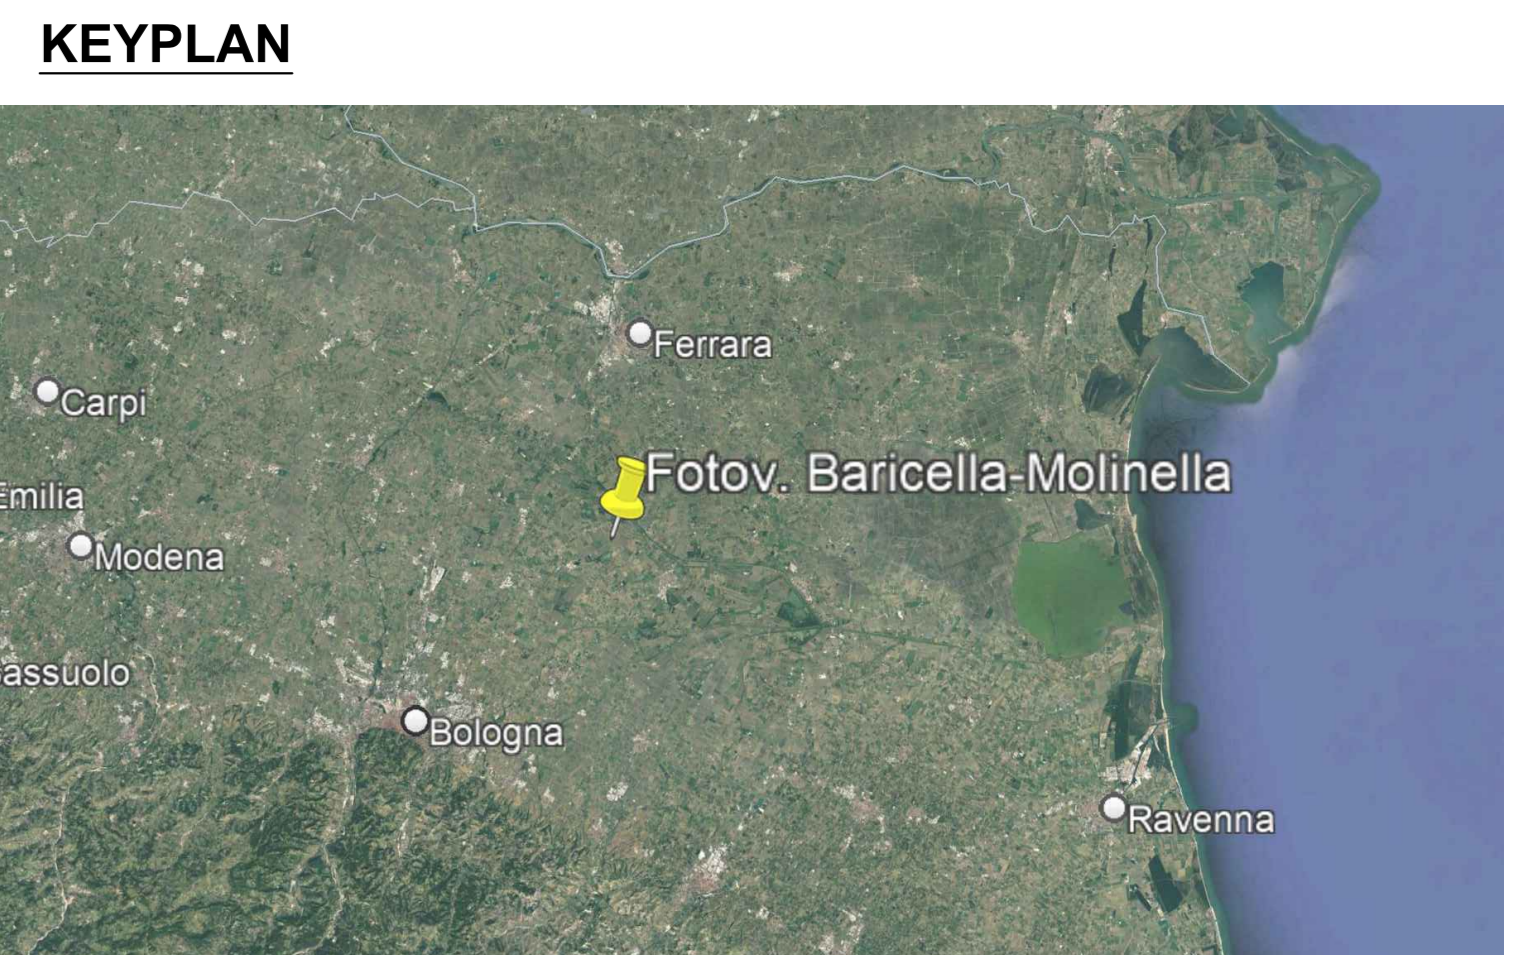 KEYPLAN
Ferrara
Carpi
Fotov. Baricella-Molinella
Emilia
Modena
assuolo
Bologna
Ravenna